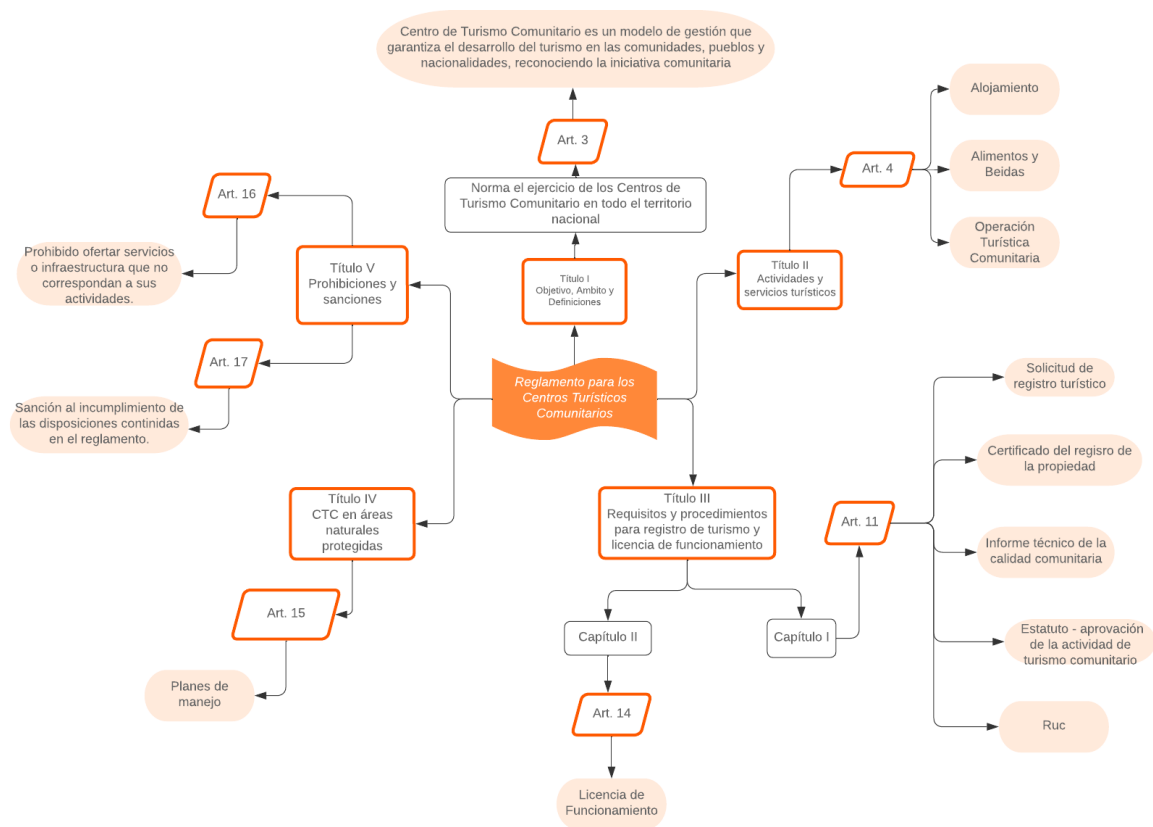 Centro de Turismo Comunitario es un modelo de gestión que
garantiza el desarrollo del turismo en las comunidades, pueblos y
nacionalidades, reconociendo la iniciativa comunitaria
Art. 3
Norma el ejercicio de los Centros de
Turismo Comunitario en todo el territorio
nacional
Título I
Objetivo, Ambito y
Definiciones
Reglamento para los
Centros Turísticos
Comunitarios
Título II
Actividades y
servicios turísticos
Art. 4
Alojamiento
Alimentos y
Beidas
Operación
Turística
Comunitaria
Título III
Requisitos y procedimientos
para registro de turismo y
licencia de funcionamiento
Capítulo I
Art. 11
Solicitud de
registro turístico
Certificado del regisro de
la propiedad
Informe técnico de la
calidad comunitaria
Estatuto - aprovación
de la actividad de
turismo comunitario
Ruc
Capítulo II
Art. 14
Licencia de
Funcionamiento
Título IV
CTC en áreas
naturales
protegidas
Art. 15
Planes de
manejo
Título V
Prohibiciones y
sanciones
Art. 16
Prohibido ofertar servicios
o infraestructura que no
correspondan a sus
actividades.
Art. 17
Sanción al incumplimiento de
las disposiciones continidas
en el reglamento.